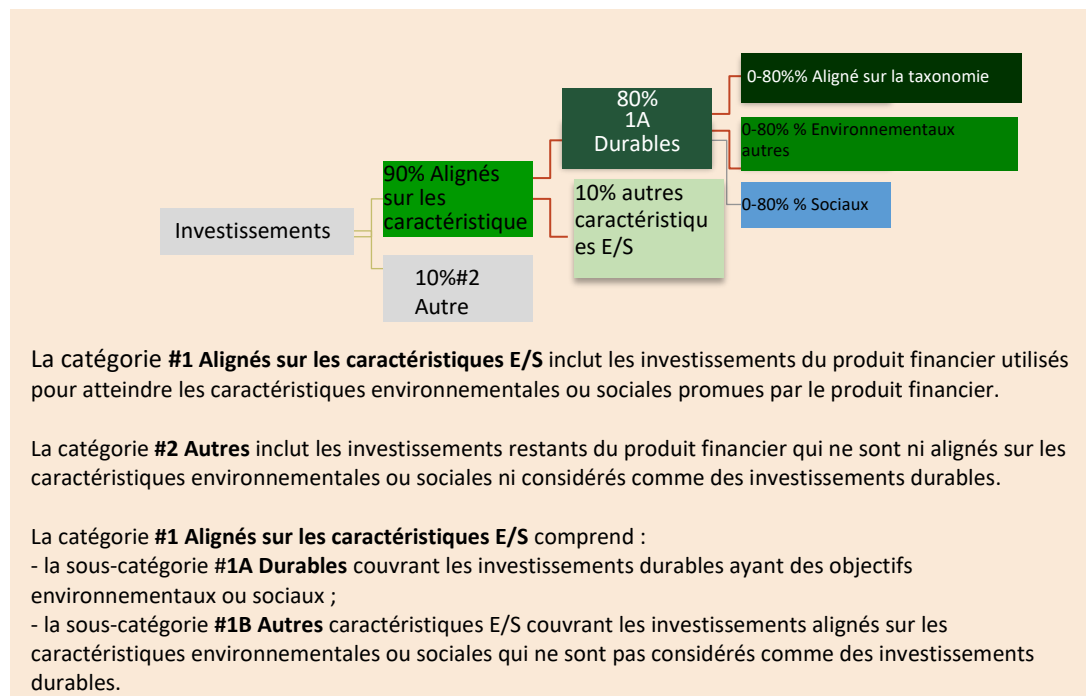 0-80%% Aligné sur la taxonomie
80%
1A
Durables
0-80% % Environnementaux
autres
90% Alignés
sur les
caractéristique
10% autres
caractéristiqu
es E/S
0-80% % Sociaux
Investissements
10%#2
Autre
La catégorie #1 Alignés sur les caractéristiques E/S inclut les investissements du produit financier utilisés
pour atteindre les caractéristiques environnementales ou sociales promues par le produit financier.
La catégorie #2 Autres inclut les investissements restants du produit financier qui ne sont ni alignés sur les
caractéristiques environnementales ou sociales ni considérés comme des investissements durables.
La catégorie #1 Alignés sur les caractéristiques E/S comprend :
- la sous-catégorie #1A Durables couvrant les investissements durables ayant des objectifs
environnementaux ou sociaux ;
- la sous-catégorie #1B Autres caractéristiques E/S couvrant les investissements alignés sur les
caractéristiques environnementales ou sociales qui ne sont pas considérés comme des investissements
durables.